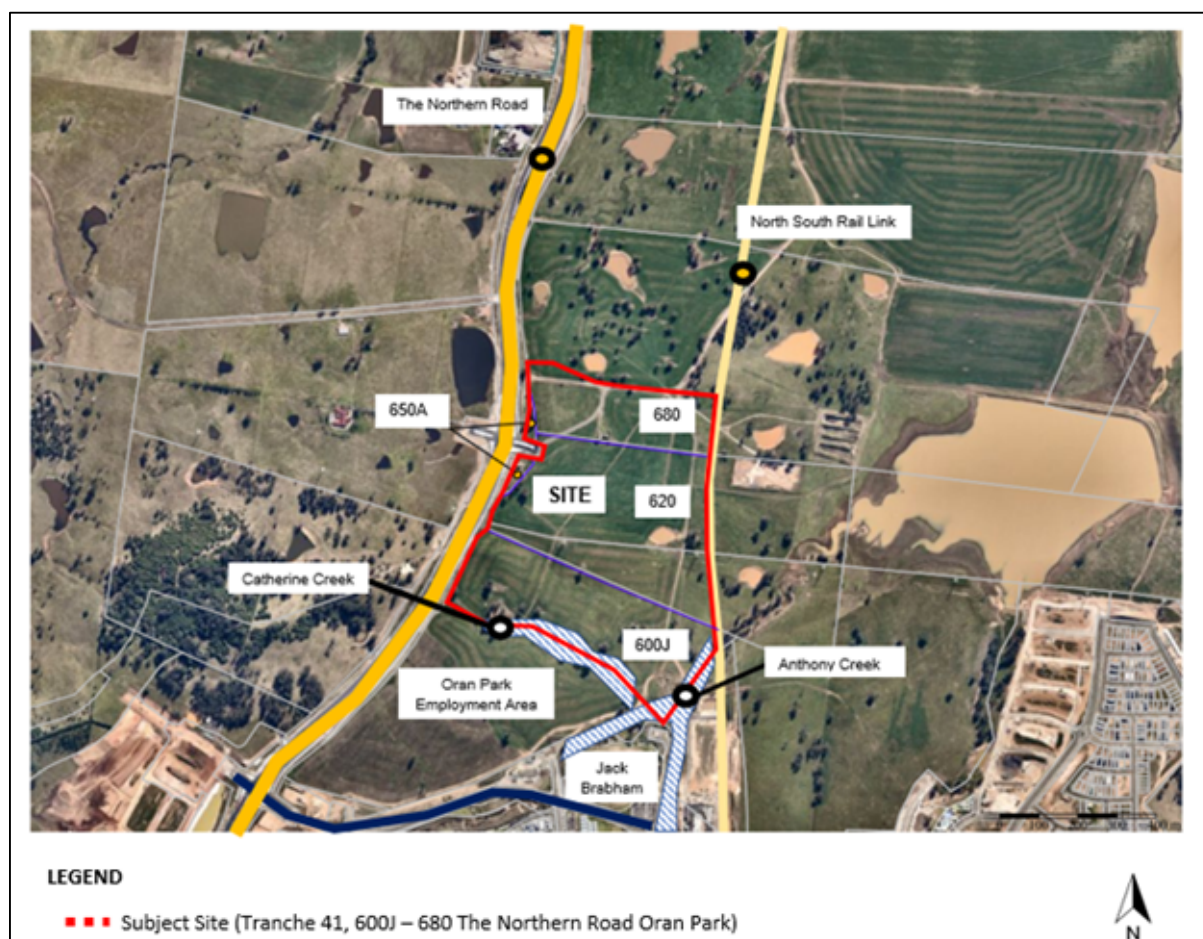 The Northern Road
North South Rail Link
650A
680
SITE
620
Catherine Creek
600J
Anthony Creek
Oran Park
Employment Area
Jack
Brabham
LEGEND
Subject Site (Tranche 41, 600J – 680 The Northern Road Oran Park)
N